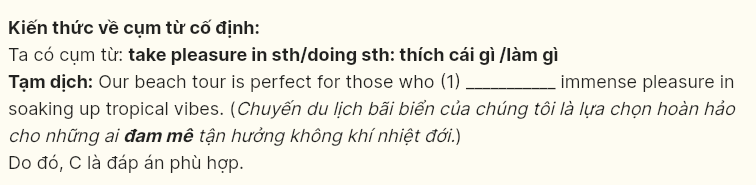 Kiến thức về cụm từ cố định:
Ta có cụm từ: take pleasure in sth/doing sth: thích cái gì /làm gì
Tạm dịch: Our beach tour is perfect for those who (1) ___________ immense pleasure in
soaking up tropical vibes. (Chuyến du lịch bãi biển của chúng tôi là lựa chọn hoàn hảo
cho những ai đam mê tận hưởng không khí nhiệt đới.)
Do đó, C là đáp án phù hợp.